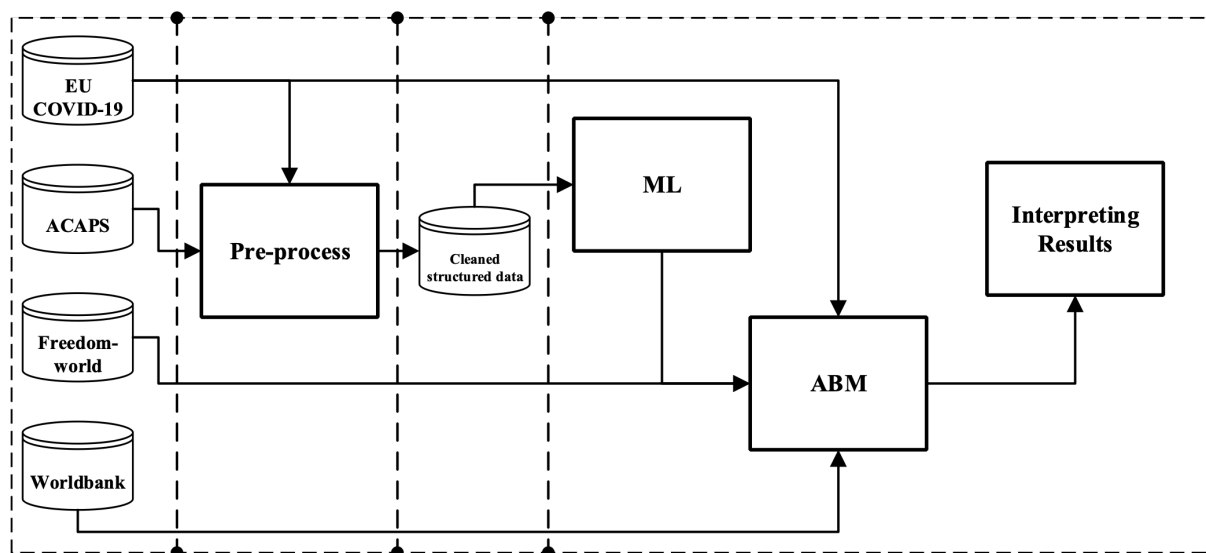 EU
COVID-19
ACAPS
Freedom-
world
Worldbank
Pre-process
Cleaned
structured data
ML
ABM
Interpreting
Results